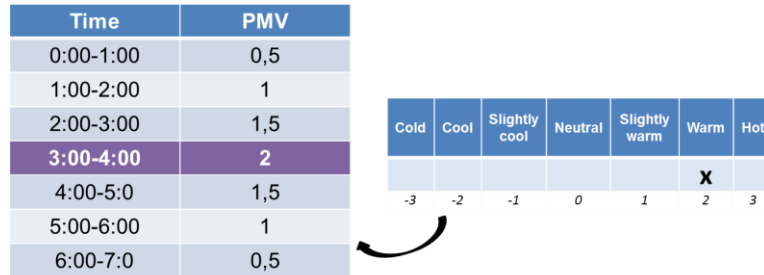 Time PMV
0:00-1:00 0,5
1:00-2:00 1
2:00-3:00 1,5
3:00-4:00 2
4:00-5:0 1,5
5:00-6:00 1
6:00-7:0 0,5
Cold Cool Slightly cool Neutral Slightly warm Warm Hot
x
-3 -2 -1 0 1 2 3